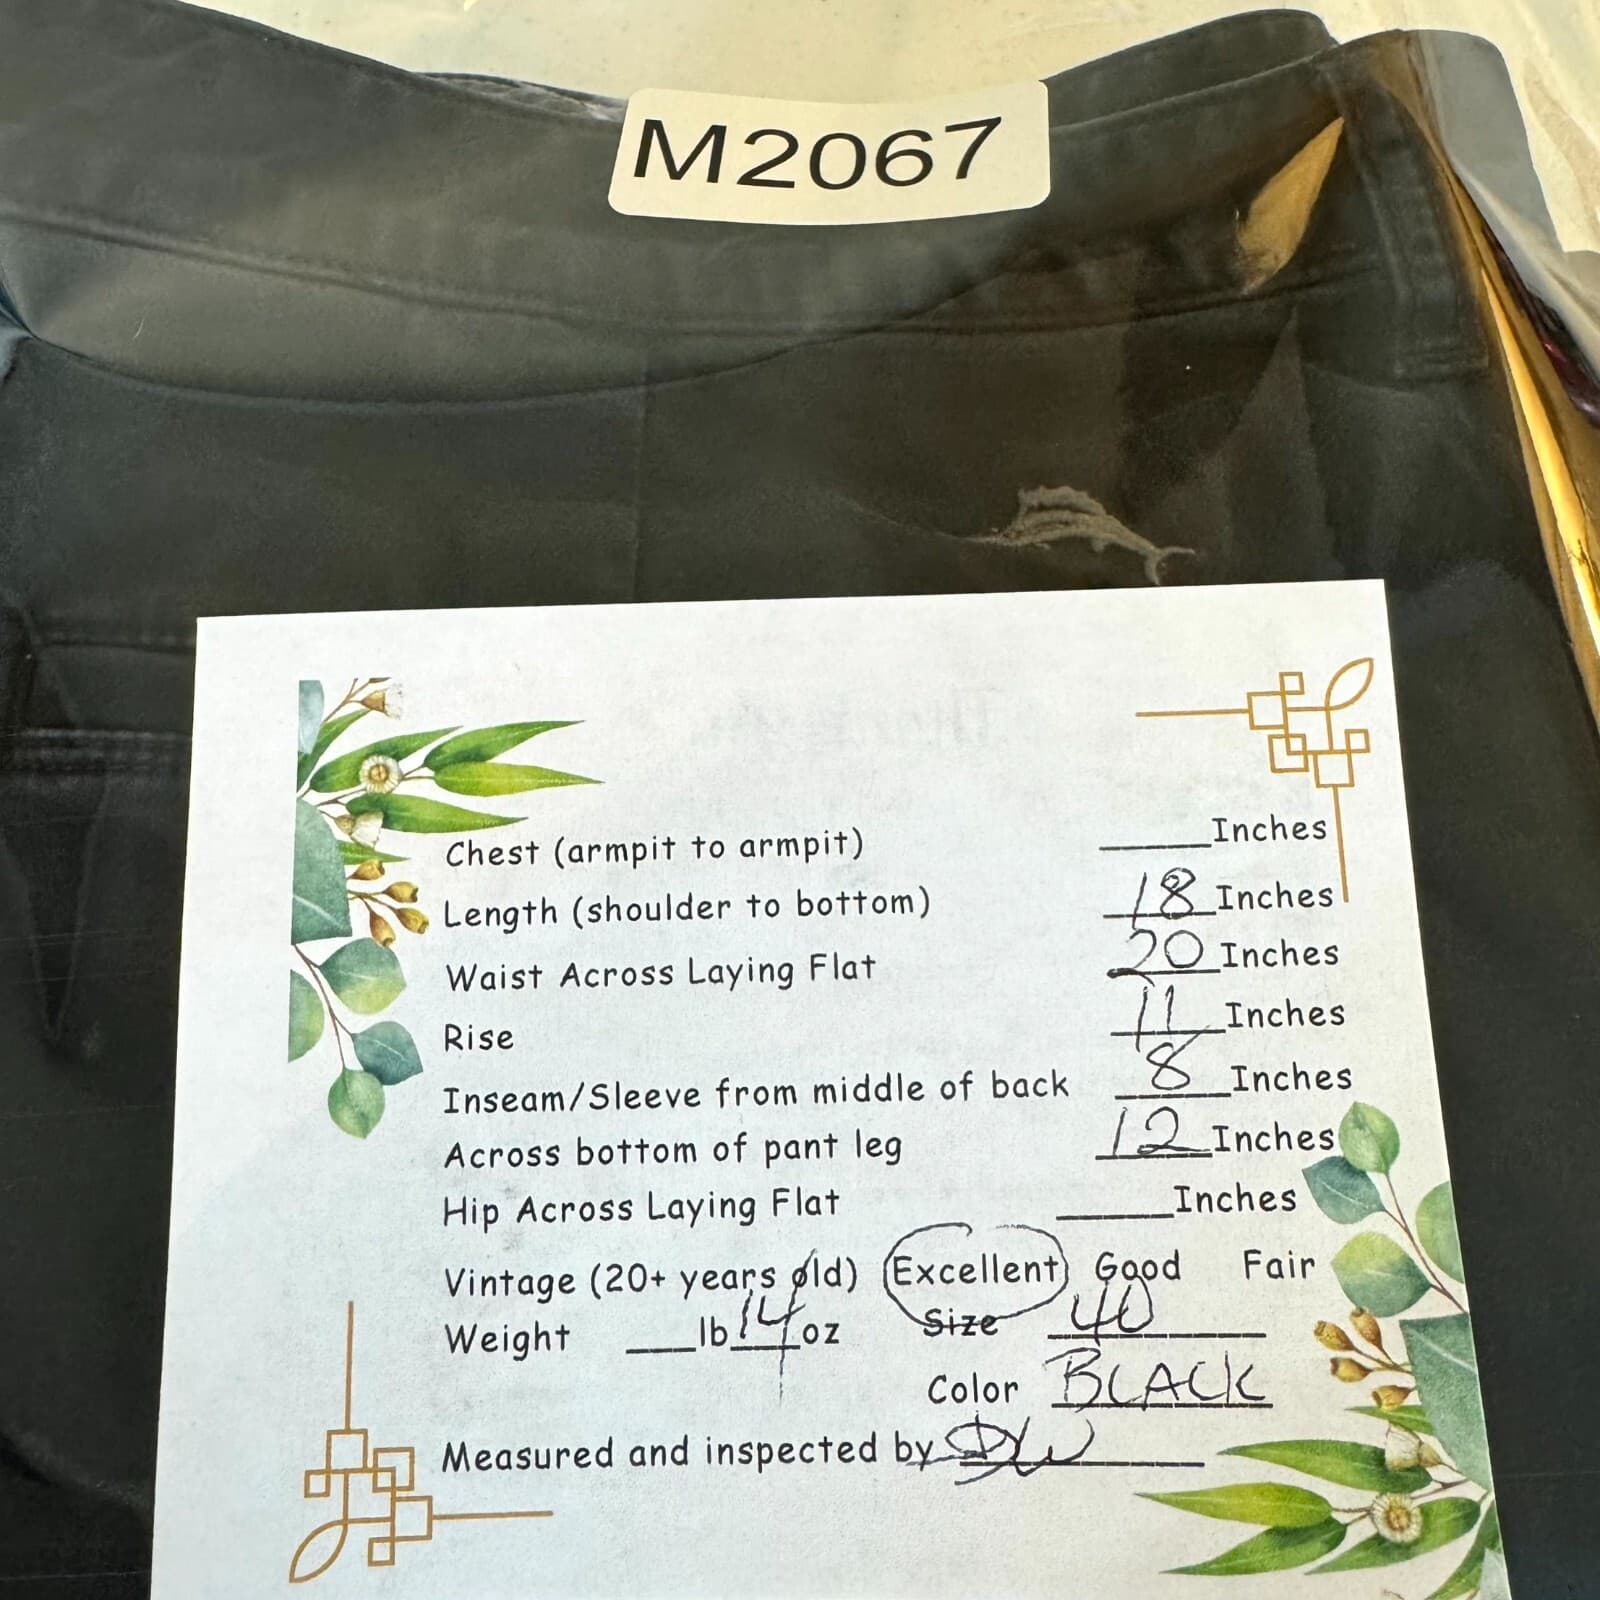 M2067
Chest (armpit to armpit) ______Inches
Length (shoulder to bottom) 18 Inches
Waist Across Laying Flat 20 Inches
Rise 11 Inches
Inseam/Sleeve from middle of back 8 Inches
Across bottom of pant leg 12 Inches
Hip Across Laying Flat ______Inches
Vintage (20+ years old) Excellent Good Fair
Weight ___lb 14 oz Size 40
Color BLACK
Measured and inspected by